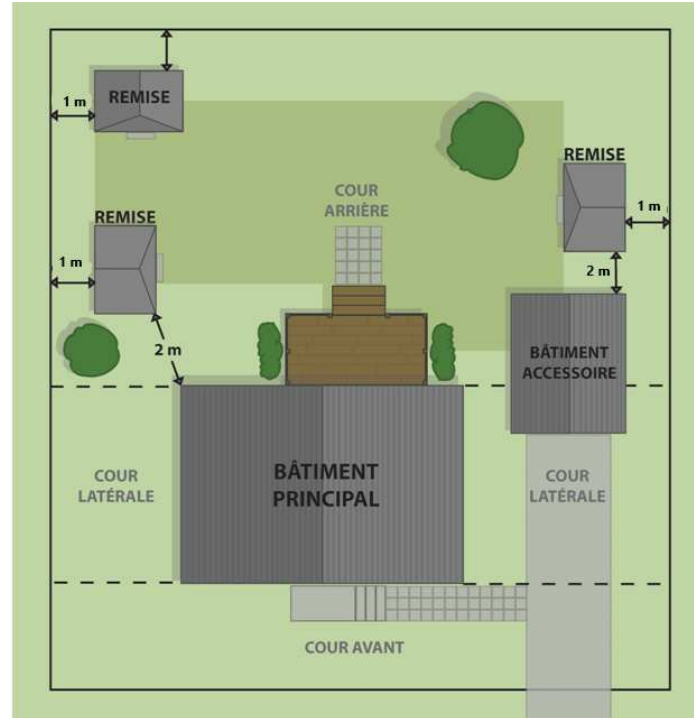 REMISE
1 m
REMISE
1 m
COUR
ARRIÈRE
REMISE
1 m
2 m
2 m
BÂTIMENT
ACCESSOIRE
COUR
LATÉRALE
BÂTIMENT
PRINCIPAL
COUR
LATÉRALE
COUR AVANT